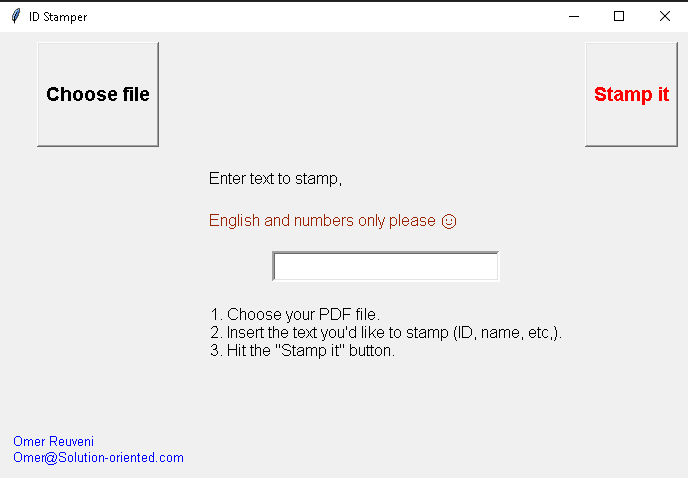 ID Stamper
Choose file
Stamp it
Enter text to stamp,
English and numbers only please ☺
1. Choose your PDF file.
2. Insert the text you'd like to stamp (ID, name, etc,).
3. Hit the "Stamp it" button.
Omer Reuveni
Omer@Solution-oriented.com